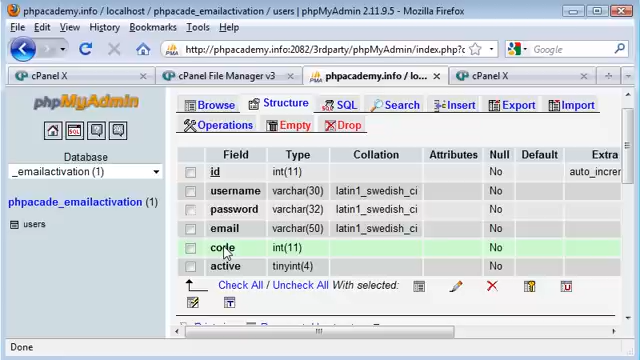 phpacademy.info / localhost / phpacade_emailactivation / users | phpMyAdmin 2.11.9.5 - Mozilla Firefox
File Edit View History Bookmarks Tools Help
http://phpacademy.info:2082/3rdparty/phpMyAdmin/index.php?c
Google
cPanel X
cPanel File Manager v3
phpacademy.info / lo...
cPanel X
phpMyAdmin
SQL
Database
_emailactivation (1)
phpacade_emailactivation (1)
users
Browse Structure SQL Search Insert Export Import
Operations Empty Drop
Field Type Collation Attributes Null Default Extra
id int(11) No auto_increm
username varchar(30) latin1_swedish_ci No
password varchar(32) latin1_swedish_ci No
email varchar(50) latin1_swedish_ci No
code int(11) No
active tinyint(4) No
Check All / Uncheck All With selected:
Done